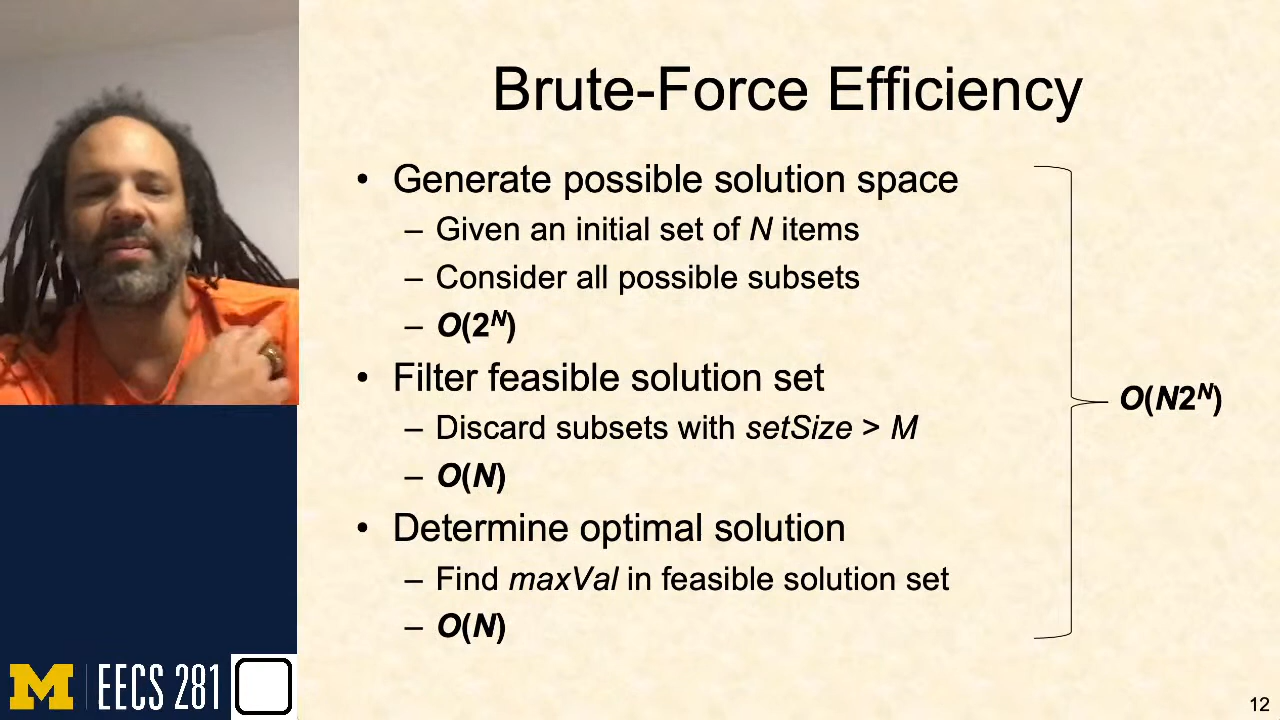 Brute-Force Efficiency
• Generate possible solution space
– Given an initial set of N items
– Consider all possible subsets
– O(2ᴺ)
• Filter feasible solution set
– Discard subsets with setSize > M
– O(N)
• Determine optimal solution
– Find maxVal in feasible solution set
– O(N)
O(N2ᴺ)
M EECS 281
12